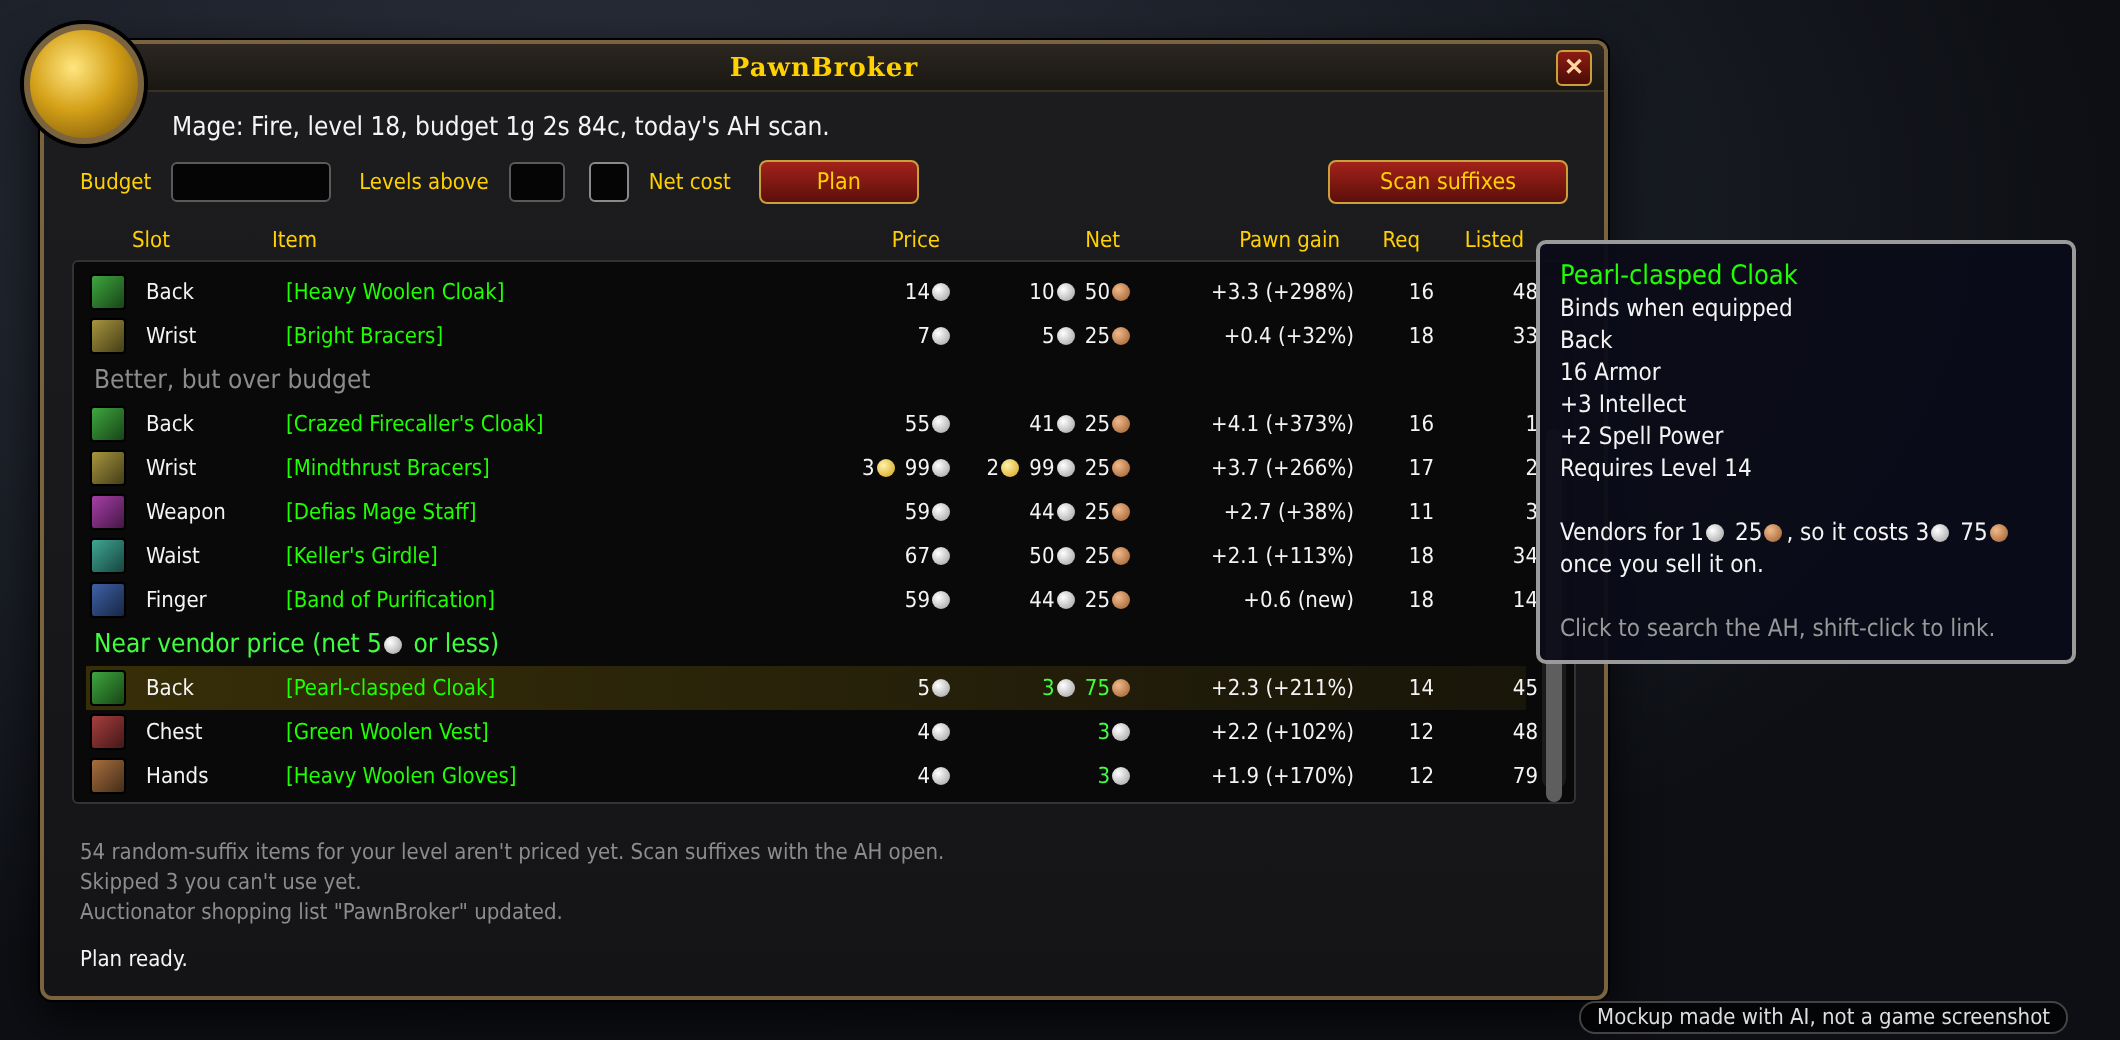 PawnBroker
✕
Mage: Fire, level 18, budget 1g 2s 84c, today's AH scan.
Budget Levels above Net cost Plan Scan suffixes
Slot Item Price Net Pawn gain Req Listed
Back [Heavy Woolen Cloak] 14 10 50 +3.3 (+298%) 16 48
Wrist [Bright Bracers] 7 5 25 +0.4 (+32%) 18 33
Better, but over budget
Back [Crazed Firecaller's Cloak] 55 41 25 +4.1 (+373%) 16 1
Wrist [Mindthrust Bracers] 3 99 2 99 25 +3.7 (+266%) 17 2
Weapon [Defias Mage Staff] 59 44 25 +2.7 (+38%) 11 3
Waist [Keller's Girdle] 67 50 25 +2.1 (+113%) 18 34
Finger [Band of Purification] 59 44 25 +0.6 (new) 18 14
Near vendor price (net 5 or less)
Back [Pearl-clasped Cloak] 5 3 75 +2.3 (+211%) 14 45
Chest [Green Woolen Vest] 4 3 +2.2 (+102%) 12 48
Hands [Heavy Woolen Gloves] 4 3 +1.9 (+170%) 12 79
Pearl-clasped Cloak
Binds when equipped
Back
16 Armor
+3 Intellect
+2 Spell Power
Requires Level 14
Vendors for 1 25, so it costs 3 75
once you sell it on.
Click to search the AH, shift-click to link.
54 random-suffix items for your level aren't priced yet. Scan suffixes with the AH open.
Skipped 3 you can't use yet.
Auctionator shopping list "PawnBroker" updated.
Plan ready.
Mockup made with AI, not a game screenshot